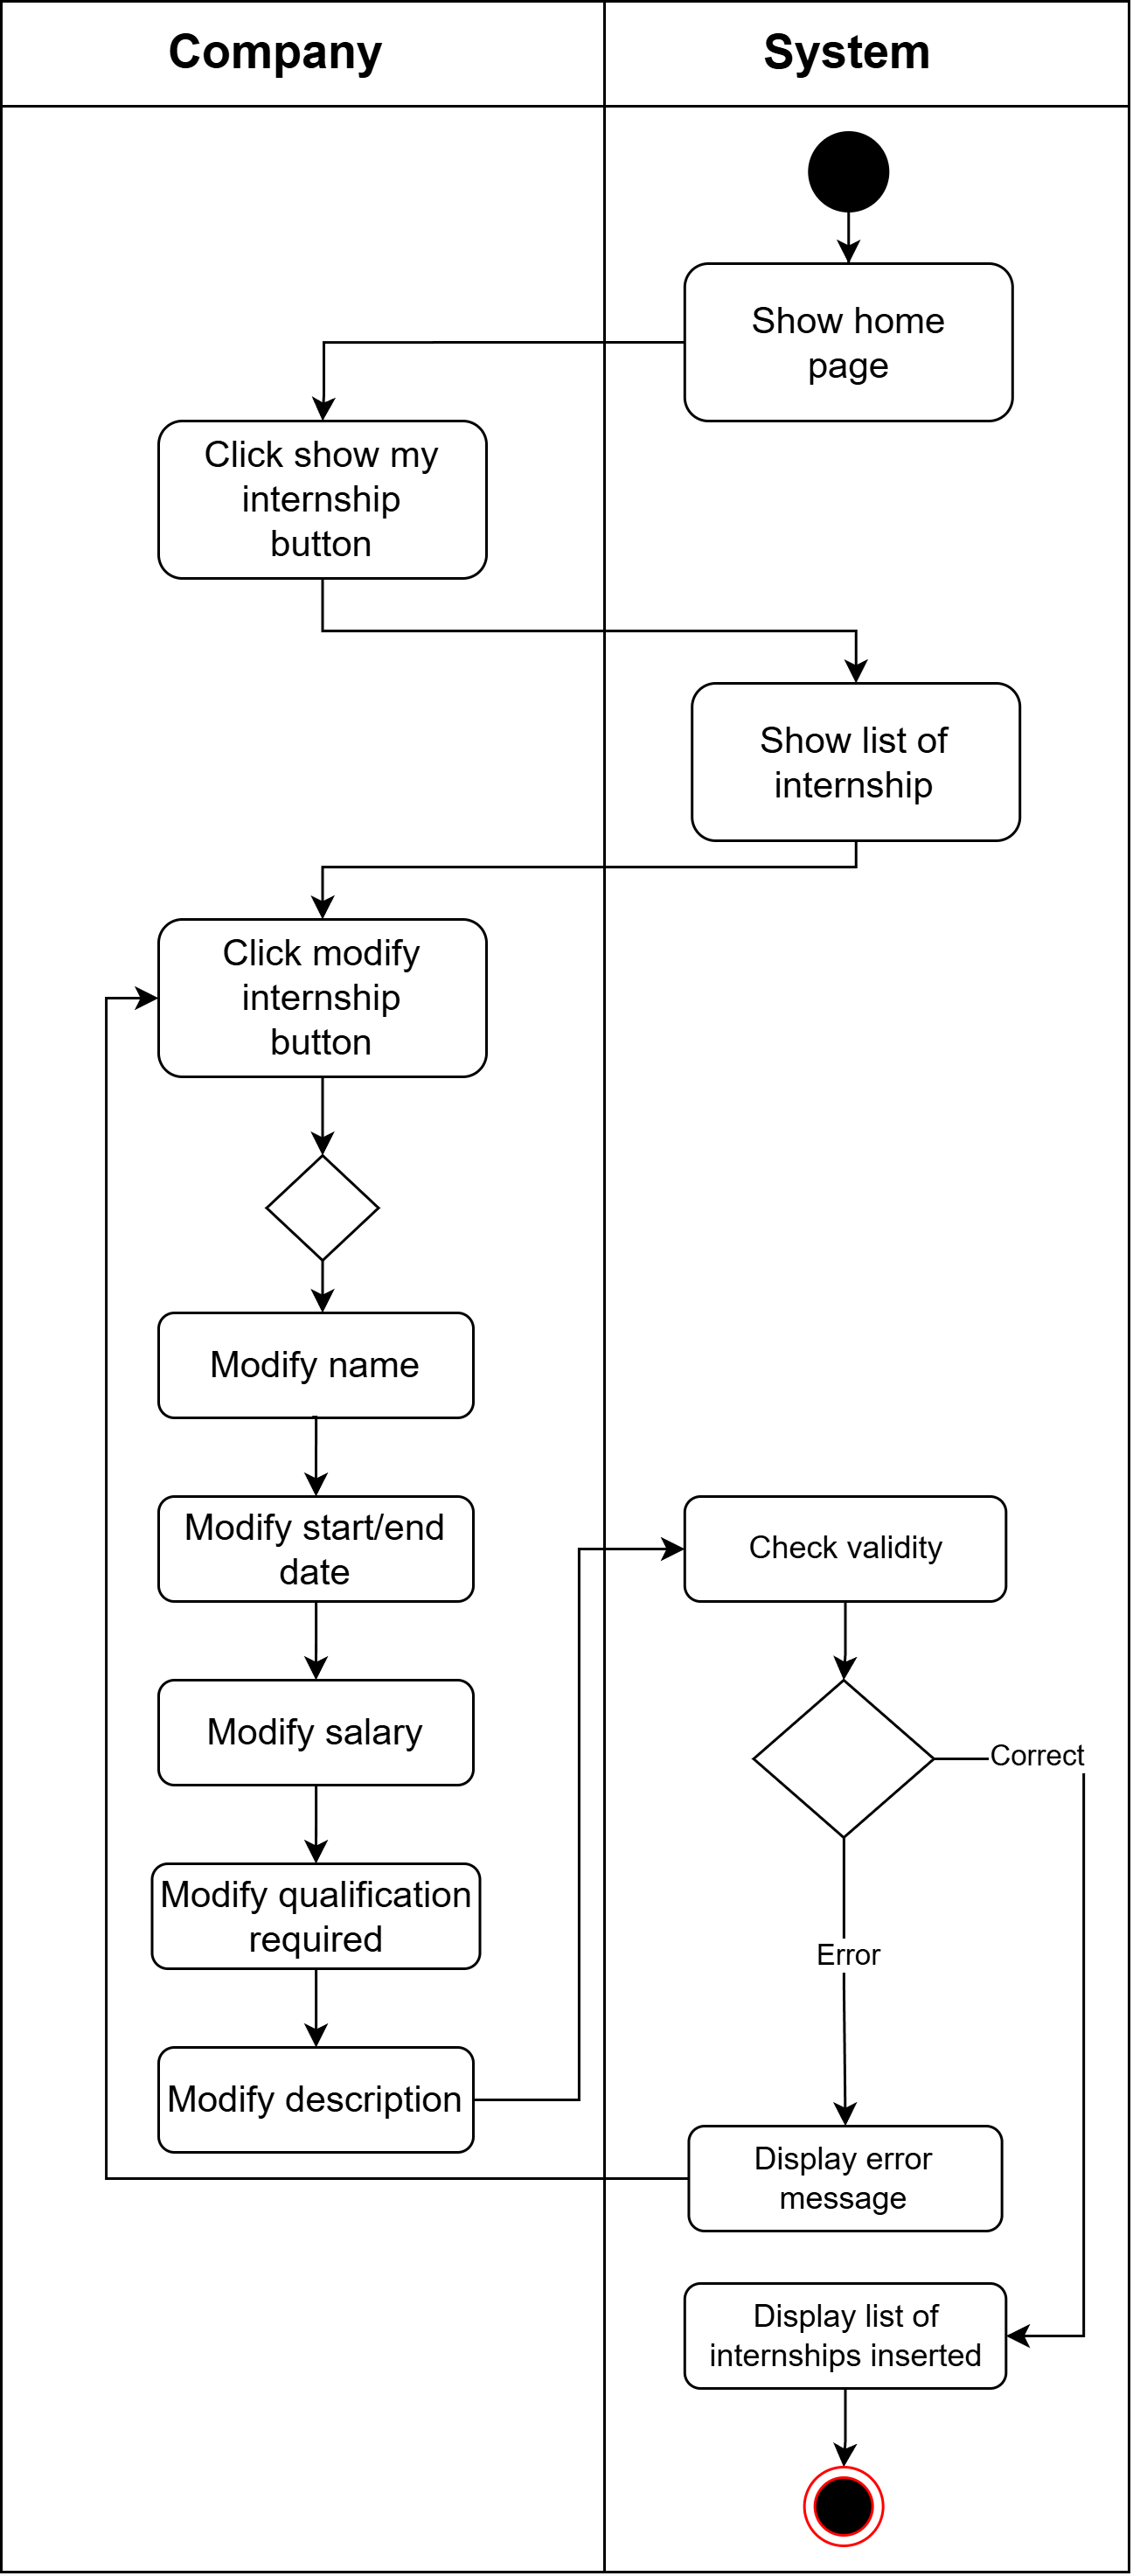 Company
System
Show home
page
Click show my
internship
button
Show list of
internship
Click modify
internship
button
Modify name
Modify start/end
date
Check validity
Modify salary
Correct
Modify qualification
required
Error
Modify description
Display error
message
Display list of
internships inserted